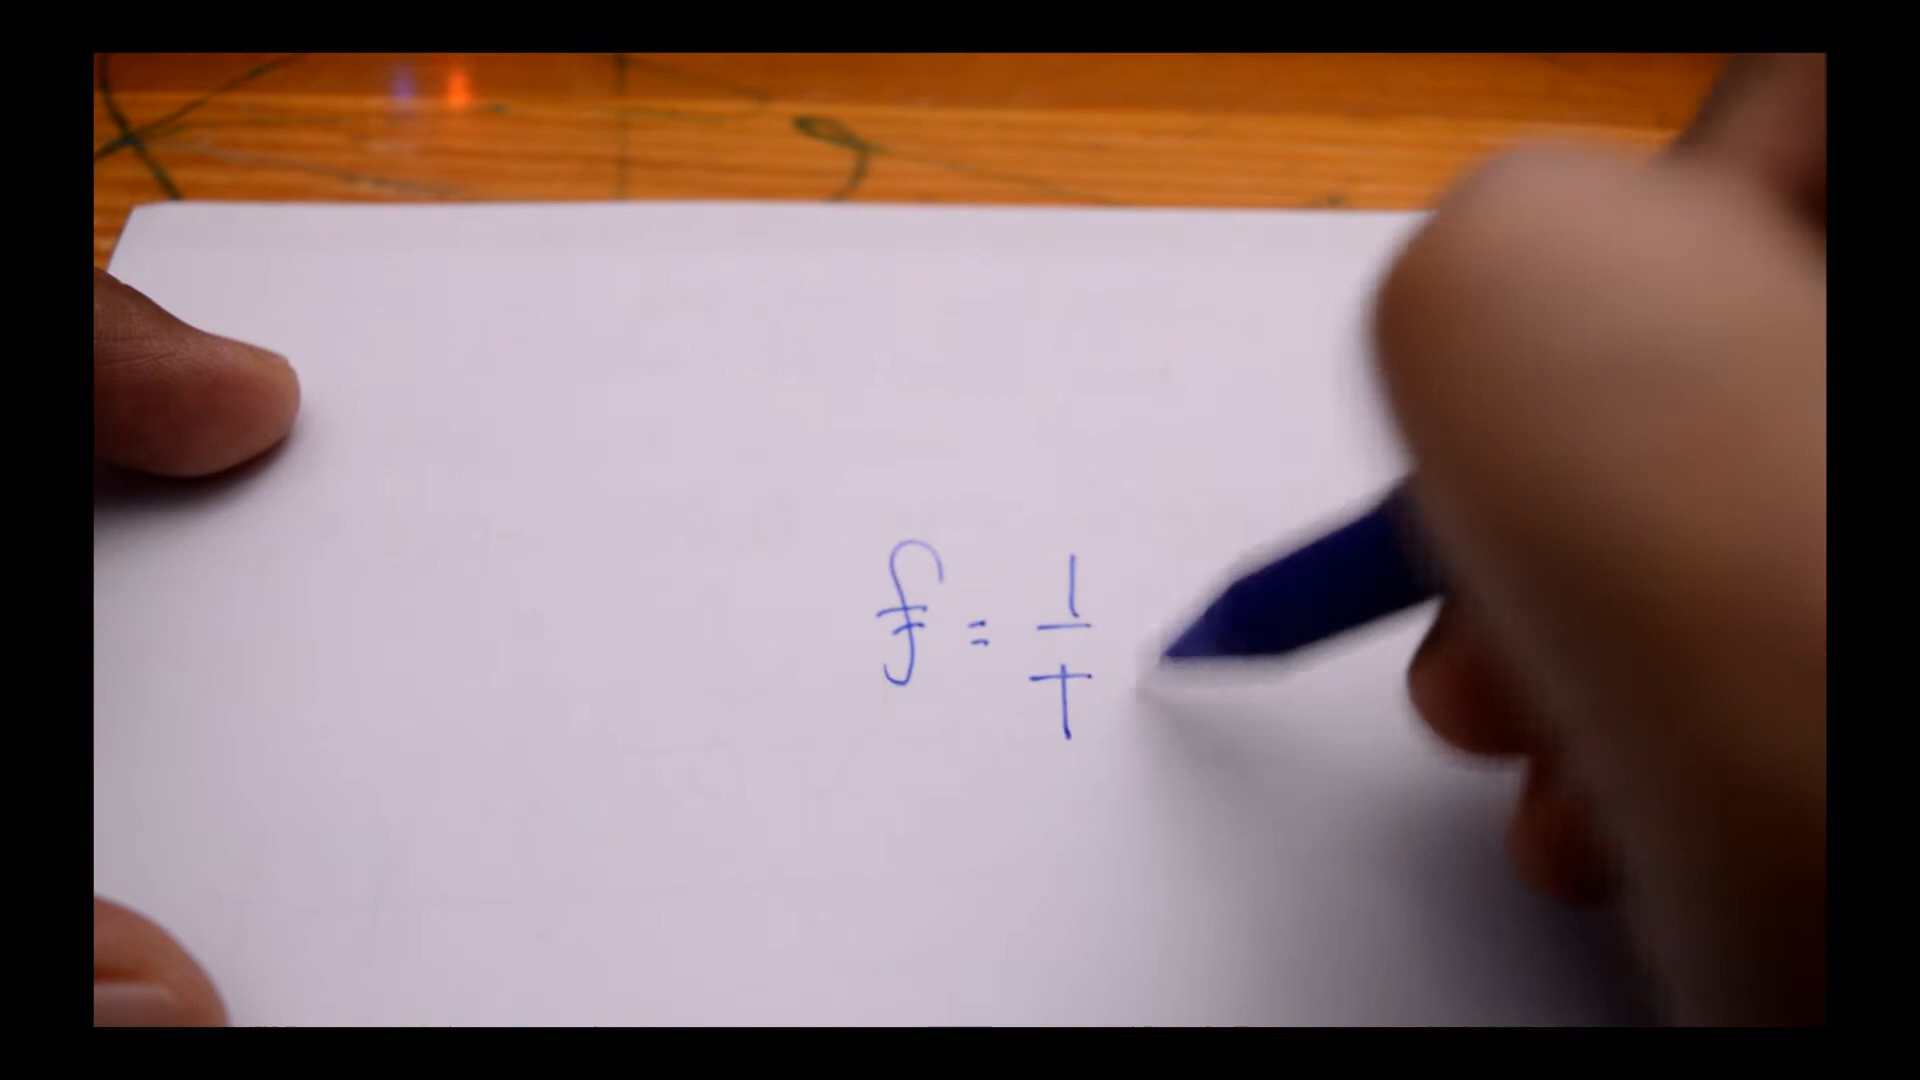 f = 1/T